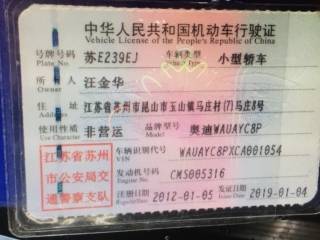 中华人民共和国机动车行驶证
Vehicle License of the People's Republic of China
号牌号码 苏E239EJ 车辆类型 小型轿车
Plate No. Vehicle Type
所有人 汪金华
Owner
住址 江苏省苏州市昆山市玉山镇马庄村(7)马庄8号
Address
使用性质 非营运 品牌型号 奥迪WAUAYC8P
Use Character Model
江苏省苏州市公安局交通警察支队
车辆识别代号 WAUAYC8PXCA001054
VIN
发动机号码 CMS005316
Engine No.
注册日期 2012-01-05 发证日期 2019-01-04
Register Date Issue Date